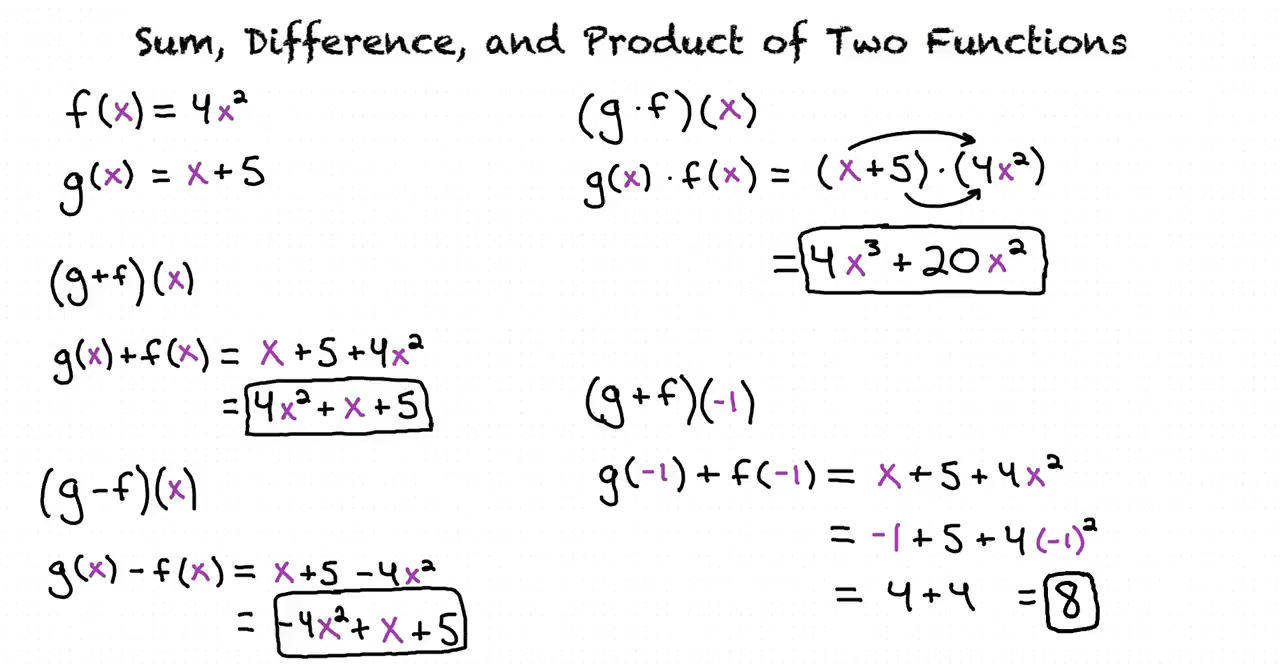 Sum, Difference, and Product of Two Functions
f(x) = 4x²
g(x) = x + 5
(g+f)(x)
g(x)+f(x) = x + 5 + 4x²
= 4x² + x + 5
(g-f)(x)
g(x) - f(x) = x + 5 - 4x²
= -4x² + x + 5
(g · f)(x)
g(x) · f(x) = (x+5) · (4x²)
= 4x³ + 20x²
(g+f)(-1)
g(-1) + f(-1) = x + 5 + 4x²
= -1 + 5 + 4(-1)²
= 4 + 4 = 8